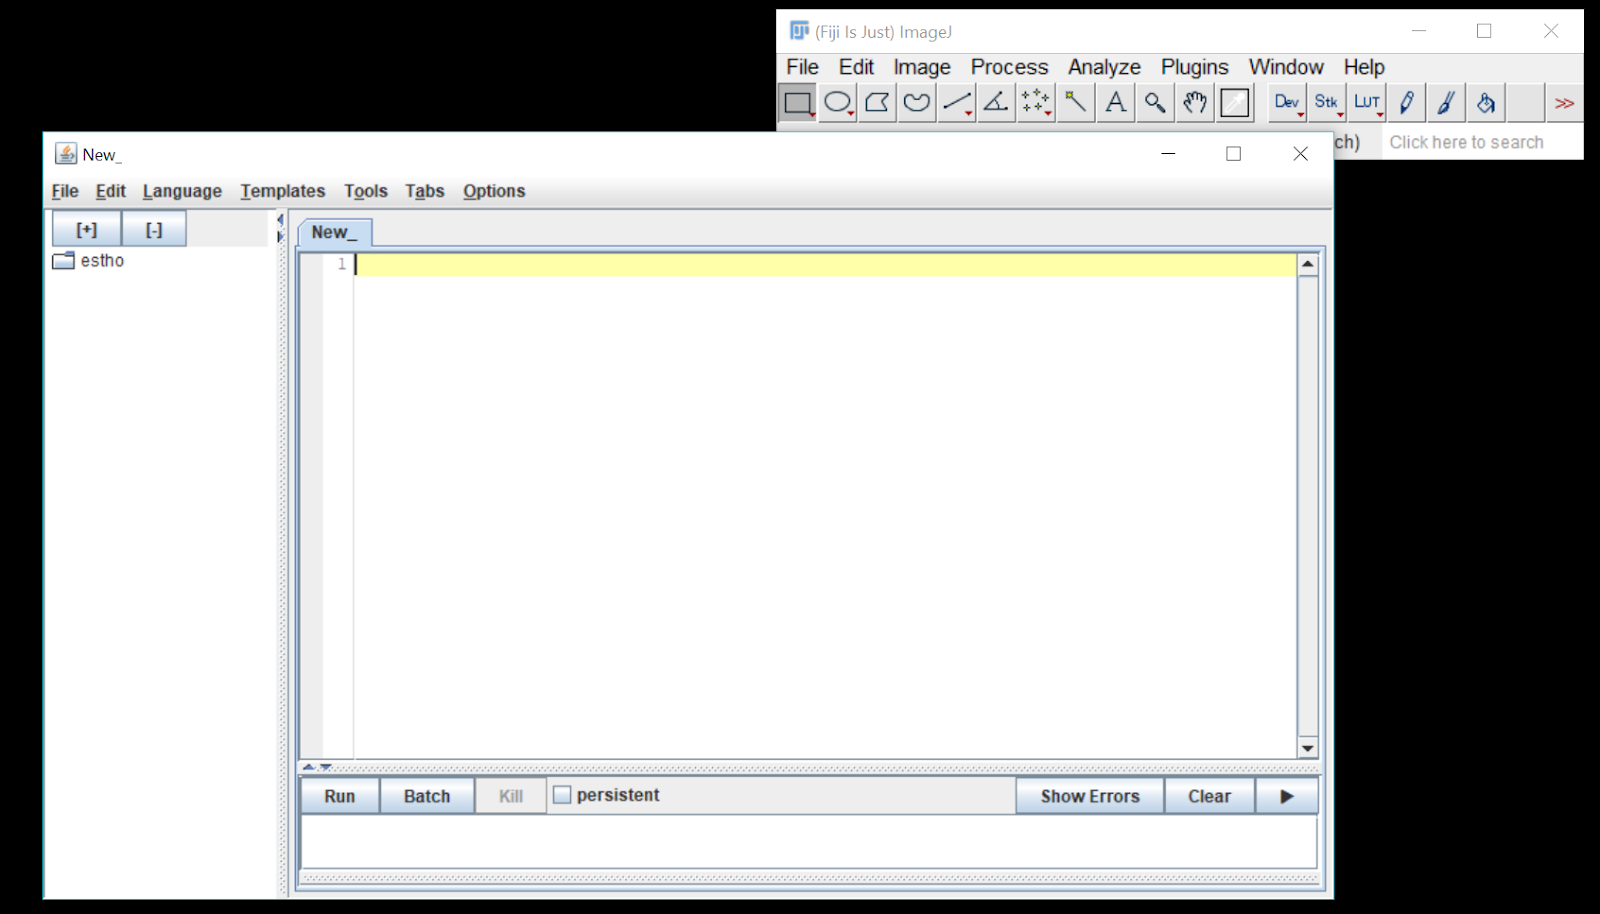 (Fiji Is Just) ImageJ
File Edit Image Process Analyze Plugins Window Help
Dev Stk LUT >>
ch) Click here to search
New_
File Edit Language Templates Tools Tabs Options
[+] [-]
estho
New_
1
Run Batch Kill persistent Show Errors Clear